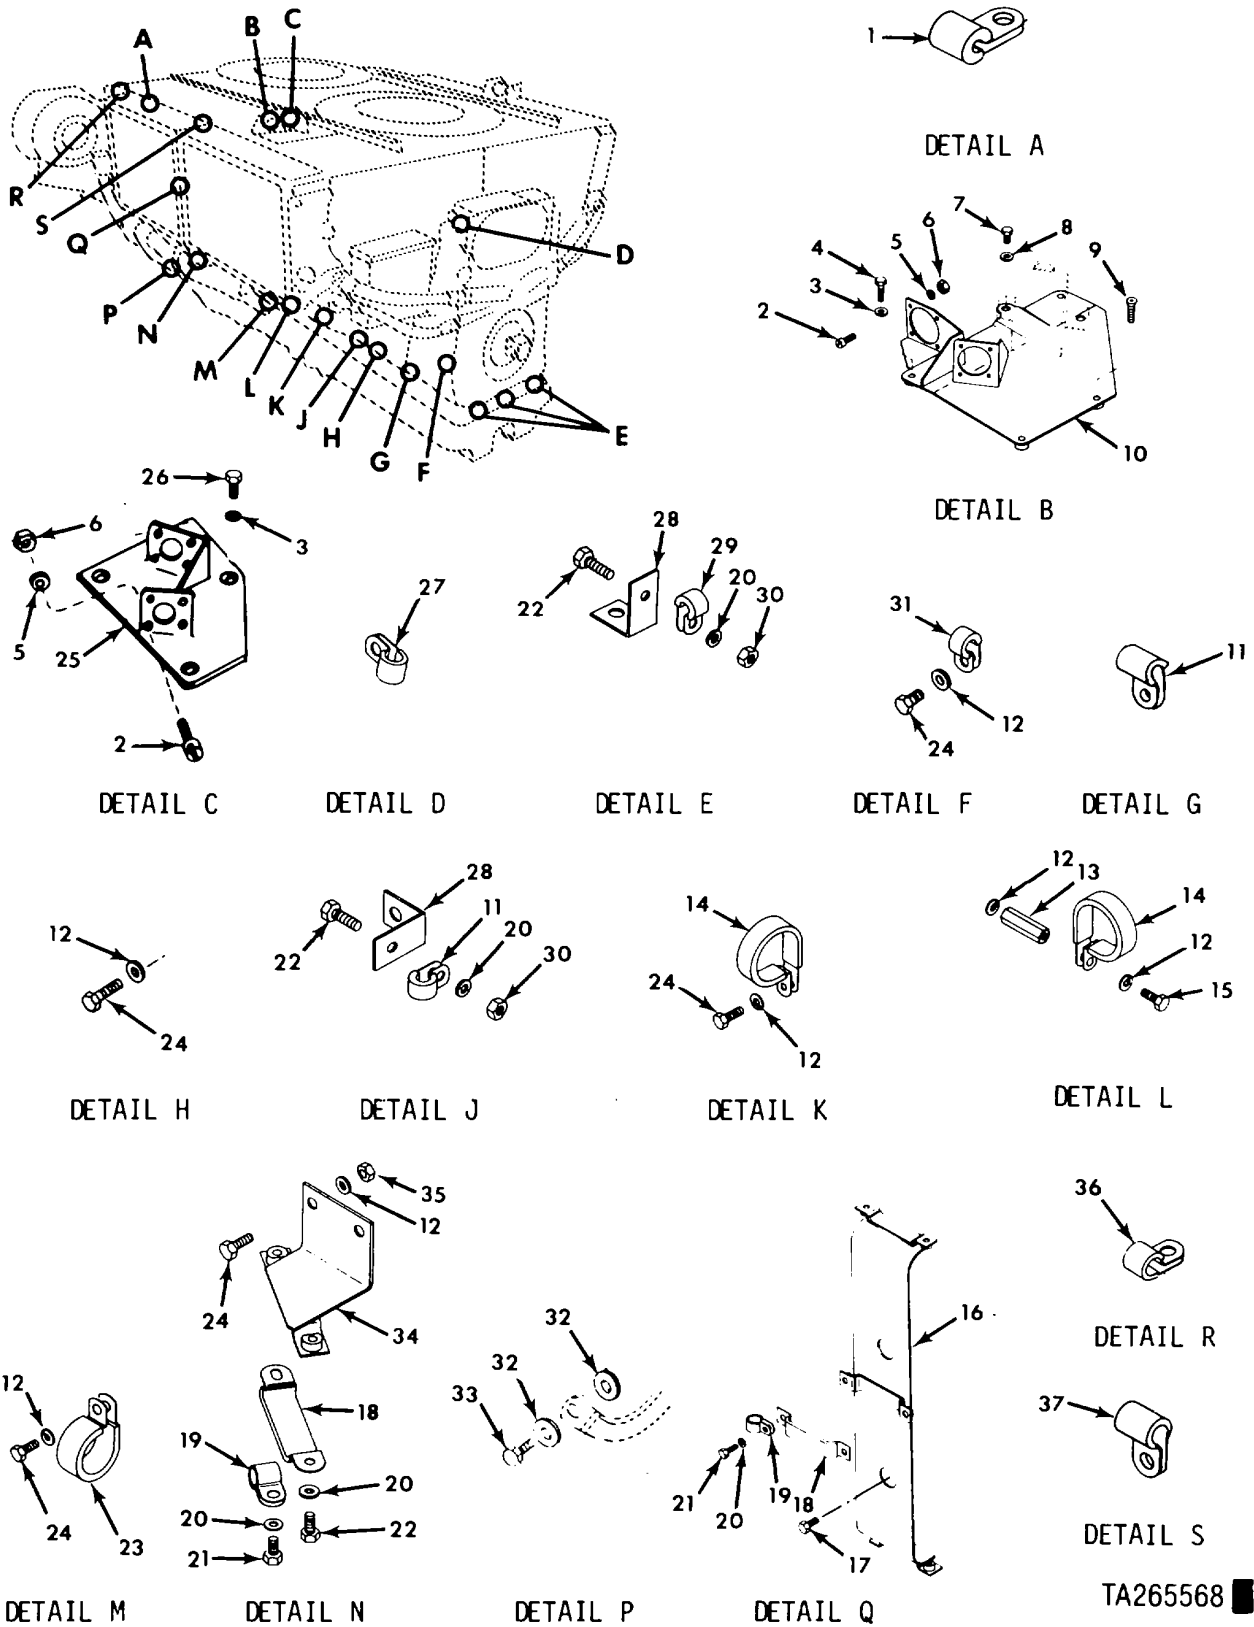 A
B C
1
DETAIL A
R S Q P N M L K J H G F E D
7
6 8
5
4 9
3
2
10
DETAIL B
26
6 3
5 25
2
DETAIL C
27
DETAIL D
28
29
22 20 30
DETAIL E
31
12
24
DETAIL F
11
DETAIL G
12
24
DETAIL H
28
11
22 20
30
DETAIL J
14
24
12
DETAIL K
12
13
14
12
15
DETAIL L
12
24 23
DETAIL M
35
12
24 34
18
19
20
20
22
21
DETAIL N
32
32
33
DETAIL P
16
21 20 19 18
17
DETAIL Q
36
DETAIL R
37
DETAIL S
TA265568